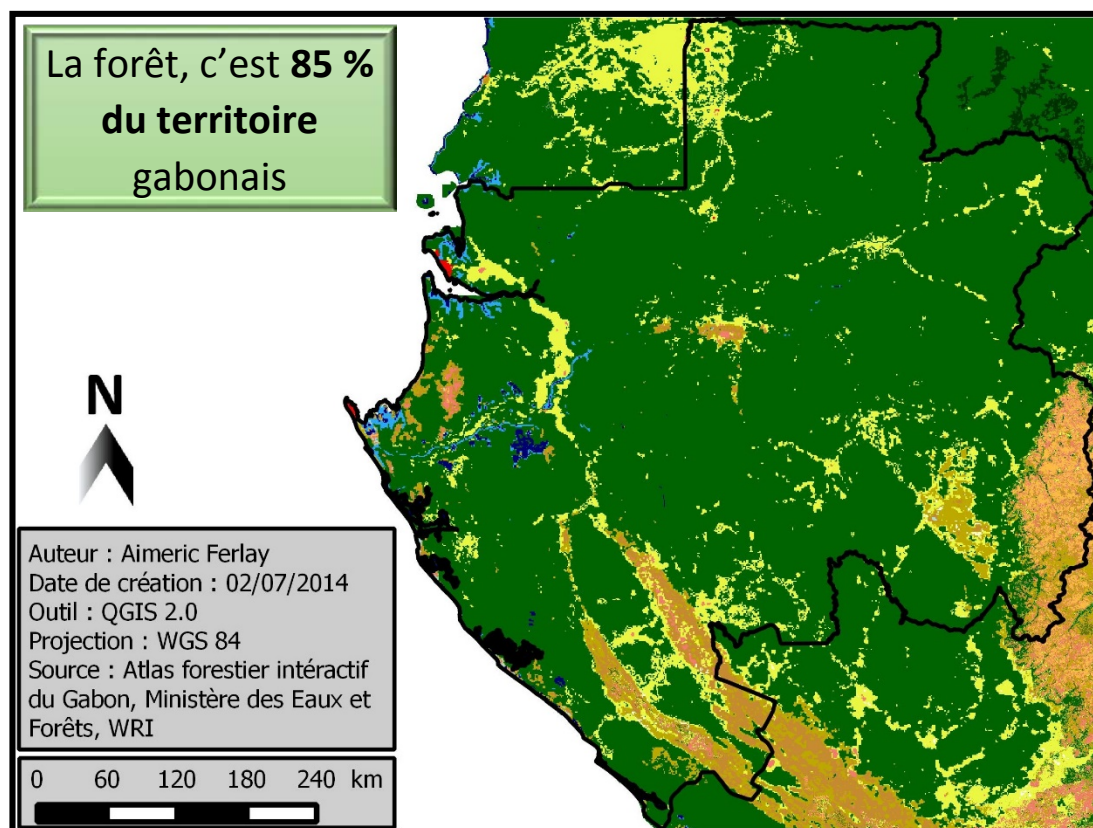 La forêt, c’est 85 %
du territoire
gabonais
N
Auteur : Aimeric Ferlay
Date de création : 02/07/2014
Outil : QGIS 2.0
Projection : WGS 84
Source : Atlas forestier intéractif
du Gabon, Ministère des Eaux et
Forêts, WRI
0 60 120 180 240 km